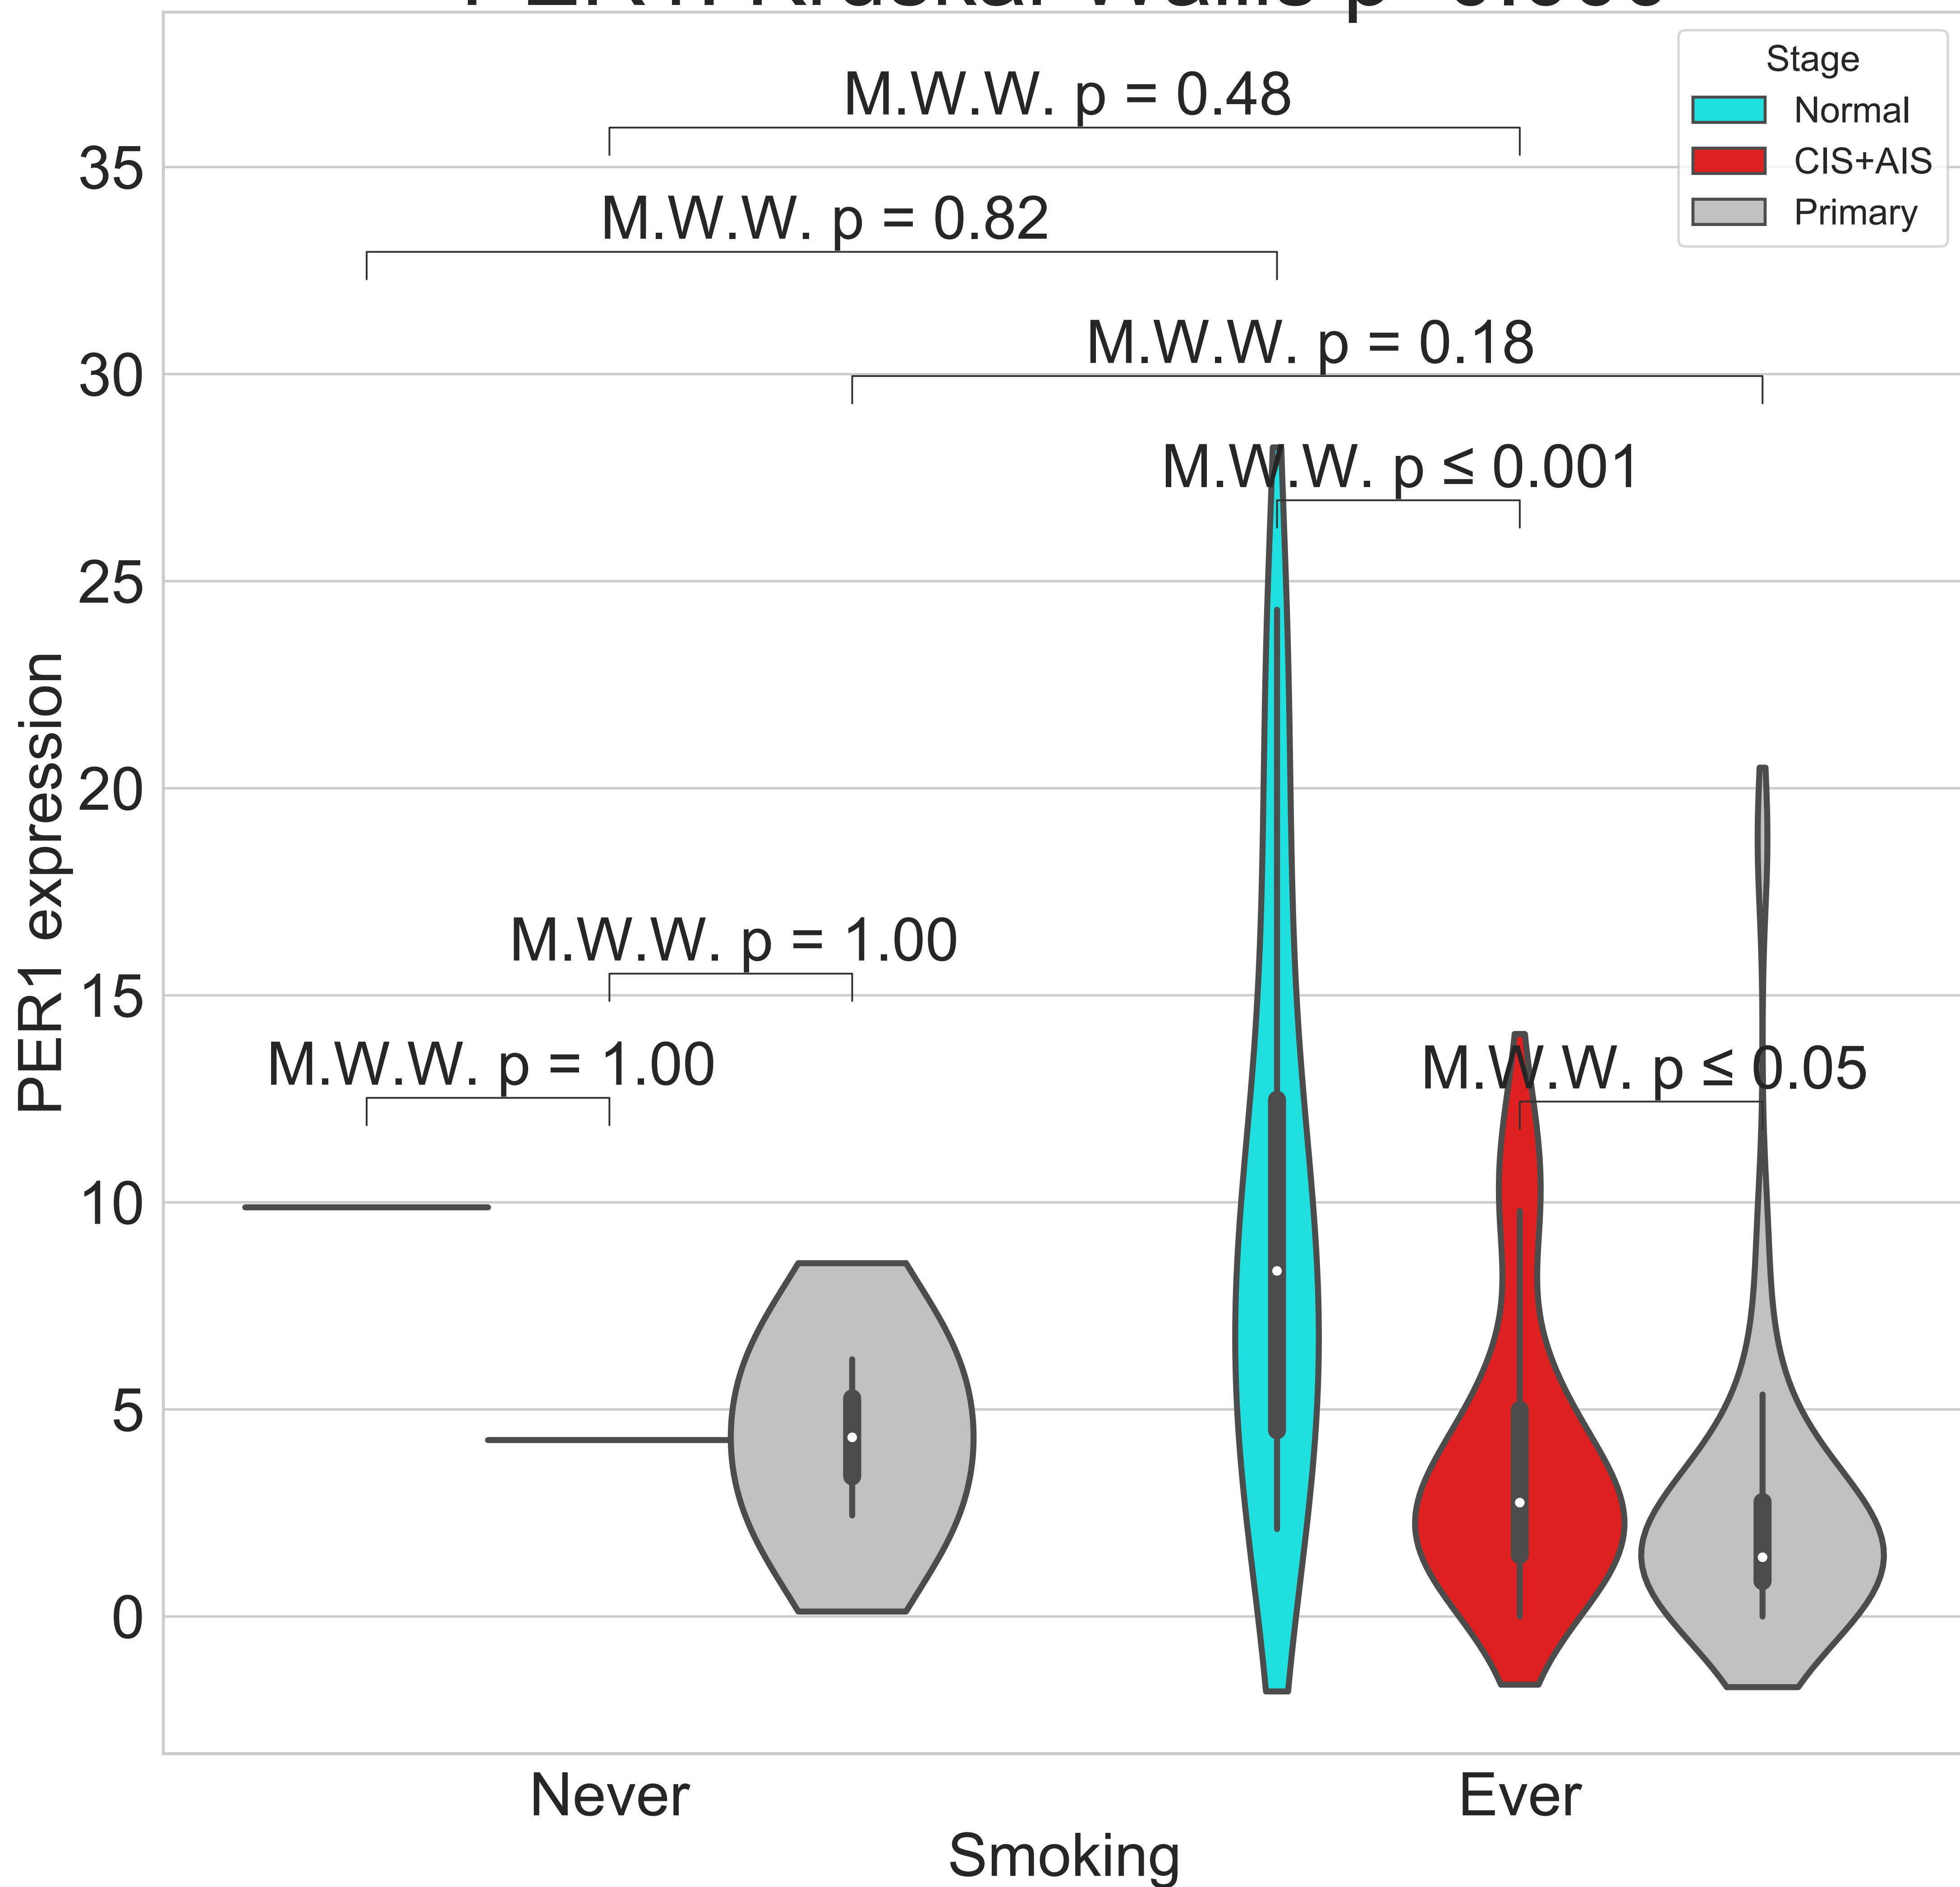 Stage
Normal
CIS+AIS
Primary
M.W.W. p = 0.48
M.W.W. p = 0.82
M.W.W. p = 0.18
M.W.W. p ≤ 0.001
M.W.W. p = 1.00
M.W.W. p = 1.00
M.W.W. p ≤ 0.05
35
30
25
20
15
10
5
0
PER1 expression
Never
Ever
Smoking